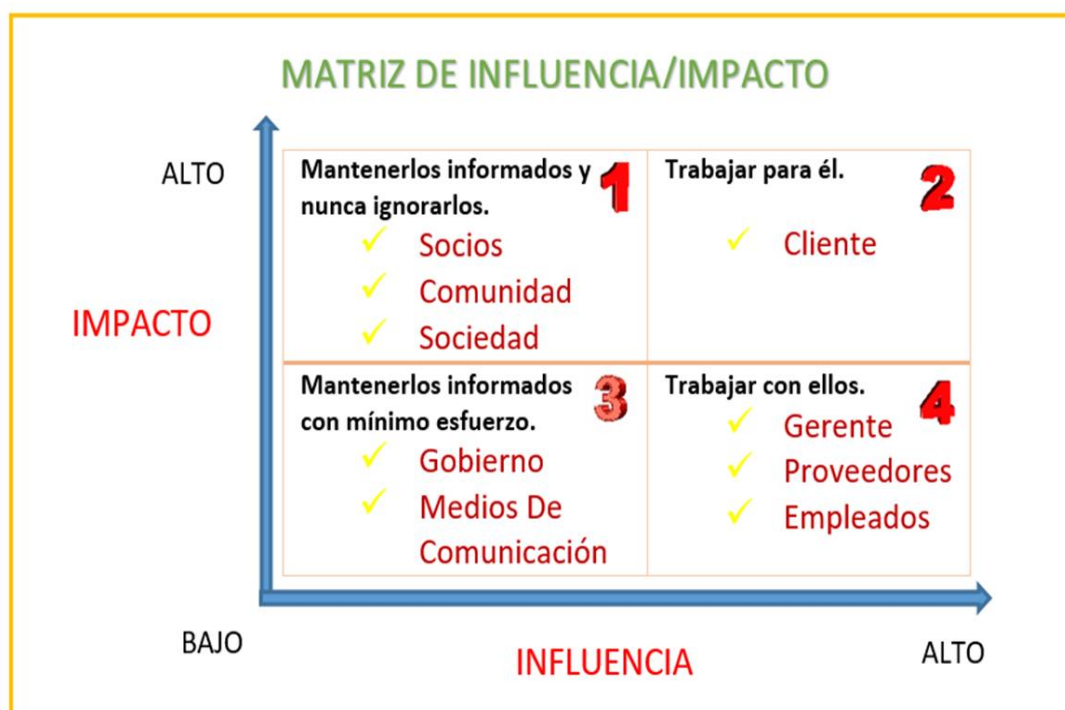 MATRIZ DE INFLUENCIA/IMPACTO
ALTO
IMPACTO
Mantenerlos informados y
nunca ignorarlos.
1
Socios
Comunidad
Sociedad
Trabajar para él.
2
Cliente
Mantenerlos informados
con mínimo esfuerzo.
3
Gobierno
Medios De
Comunicación
Trabajar con ellos.
4
Gerente
Proveedores
Empleados
BAJO
INFLUENCIA
ALTO